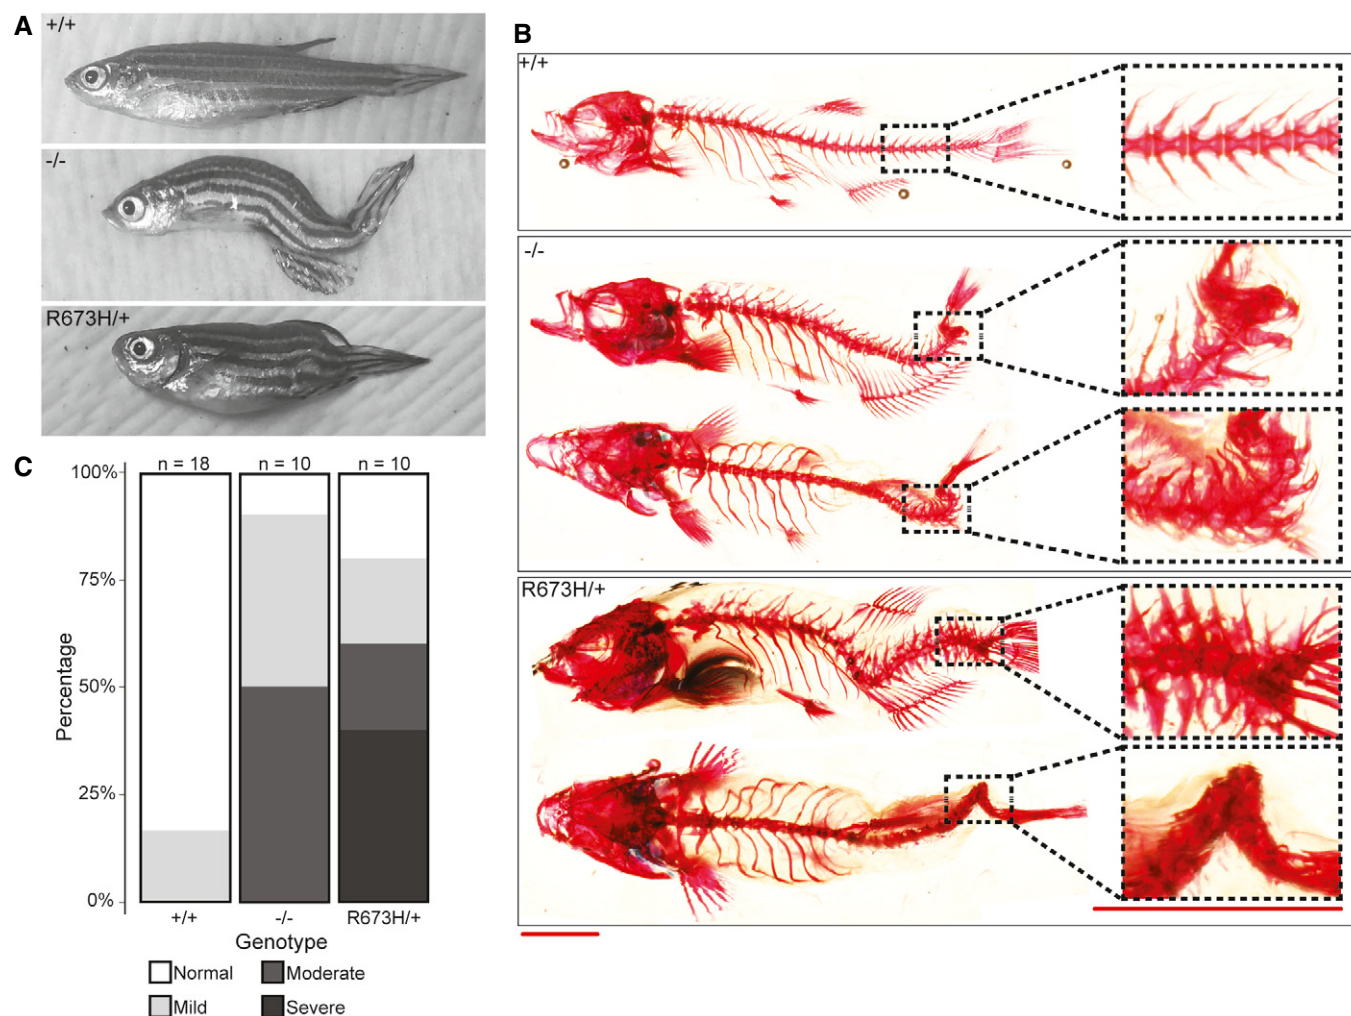 A
+/+
-/-
R673H/+
B
+/+
-/-
R673H/+
C
n = 18
n = 10
n = 10
100%
75%
50%
25%
0%
Percentage
+/+
-/-
R673H/+
Genotype
Normal
Moderate
Mild
Severe